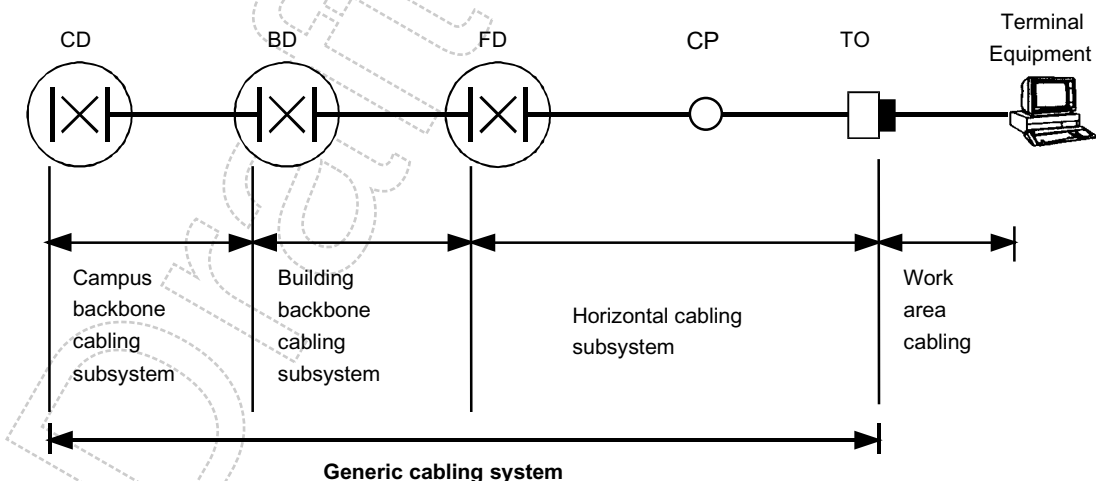 CD
BD
FD
CP
TO
Terminal
Equipment
Campus
backbone
cabling
subsystem
Building
backbone
cabling
subsystem
Horizontal cabling
subsystem
Work
area
cabling
Generic cabling system
Draft